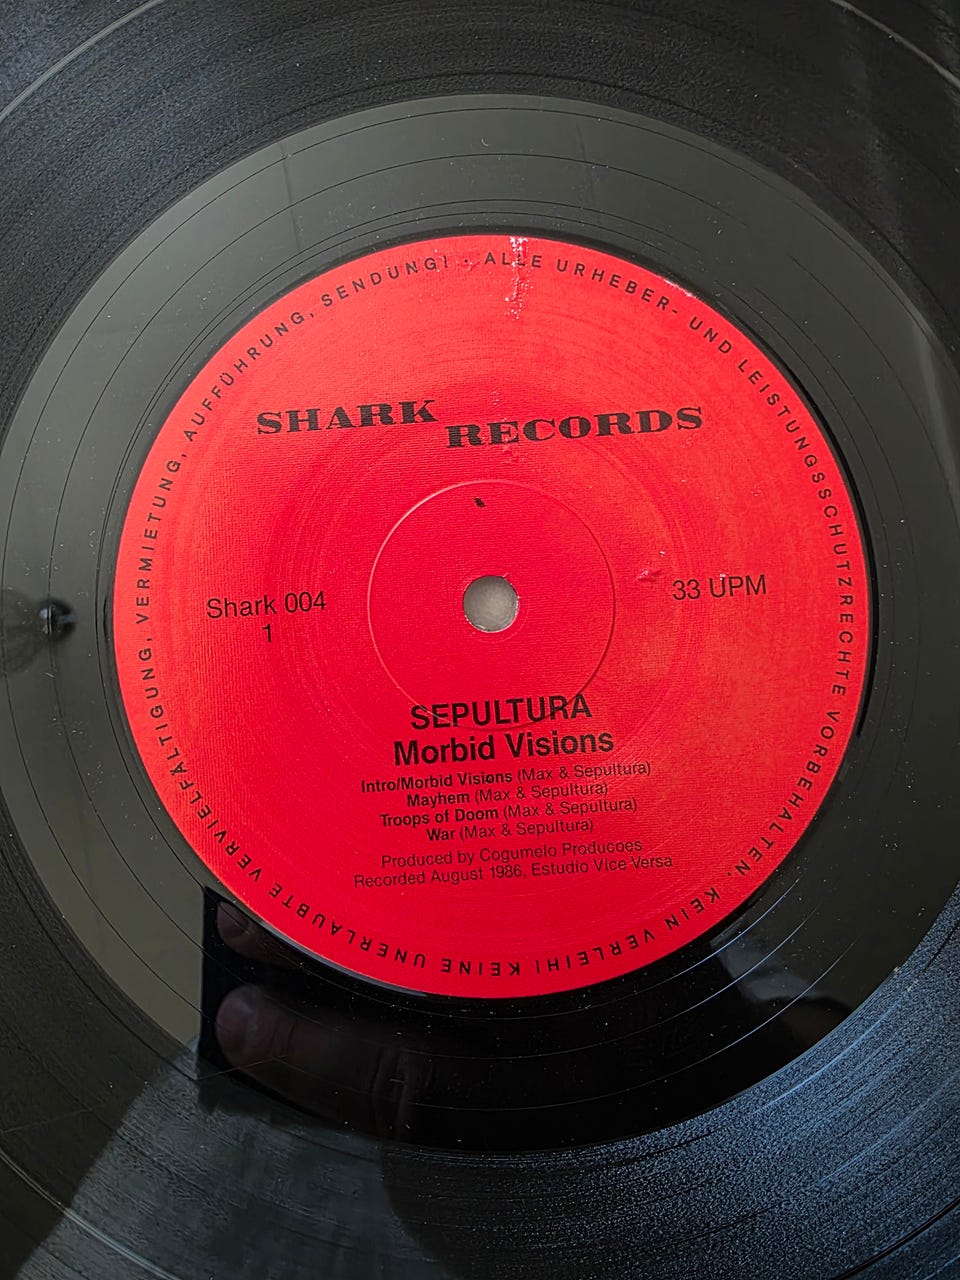 SHARK RECORDS
Shark 004
1
33 UPM
SEPULTURA
Morbid Visions
Intro/Morbid Visions (Max & Sepultura)
Mayhem (Max & Sepultura)
Troops of Doom (Max & Sepultura)
War (Max & Sepultura)
Produced by Cogumelo Producoes
Recorded August 1986, Estudio Vice Versa
· ALLE URHEBER- UND LEISTUNGSSCHUTZRECHTE VORBEHALTEN. KEIN VERLEIH! KEINE UNERLAUBTE VERVIELFÄLTIGUNG, VERMIETUNG, AUFFÜHRUNG, SENDUNG!